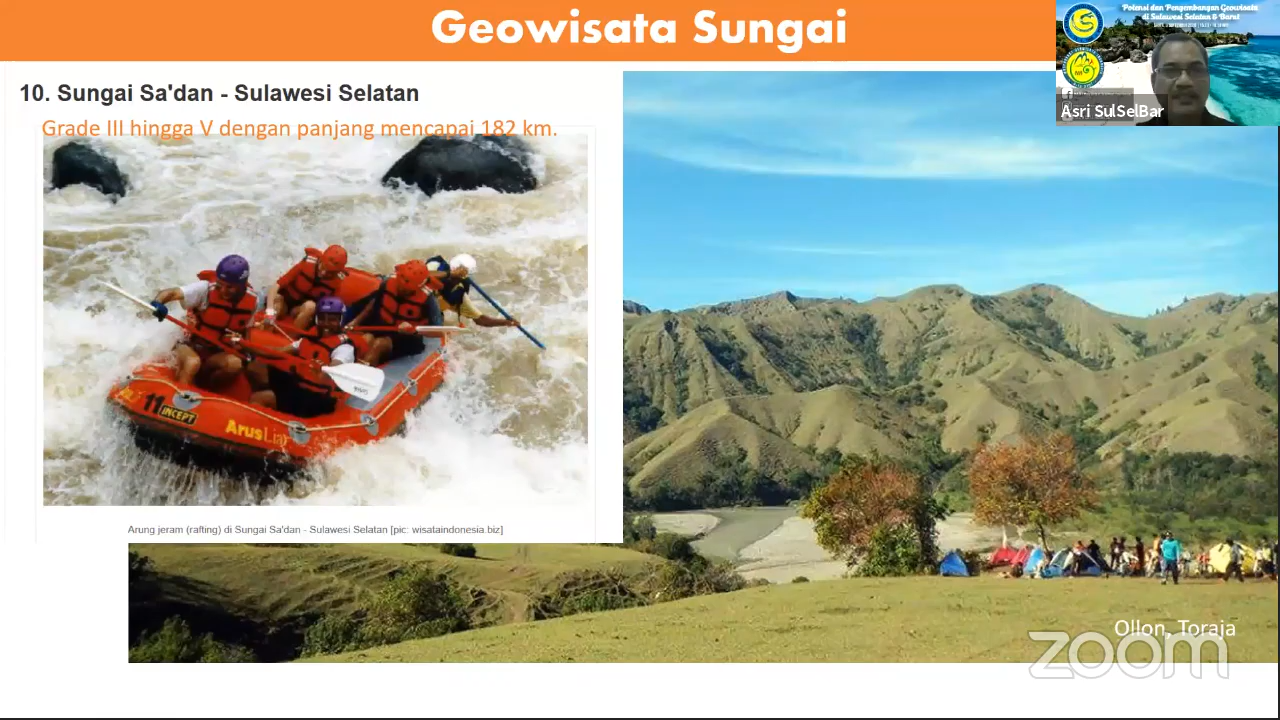 Geowisata Sungai
Potensi dan Pengembangan Geowisata
di Sulawesi Selatan & Barat
Asri SulSelBar
10. Sungai Sa'dan - Sulawesi Selatan
Grade III hingga V dengan panjang mencapai 182 km.
11 INCEPT
ArusLiar
Arung jeram (rafting) di Sungai Sa'dan - Sulawesi Selatan [pic: wisataindonesia.biz]
Ollon, Toraja
zoom